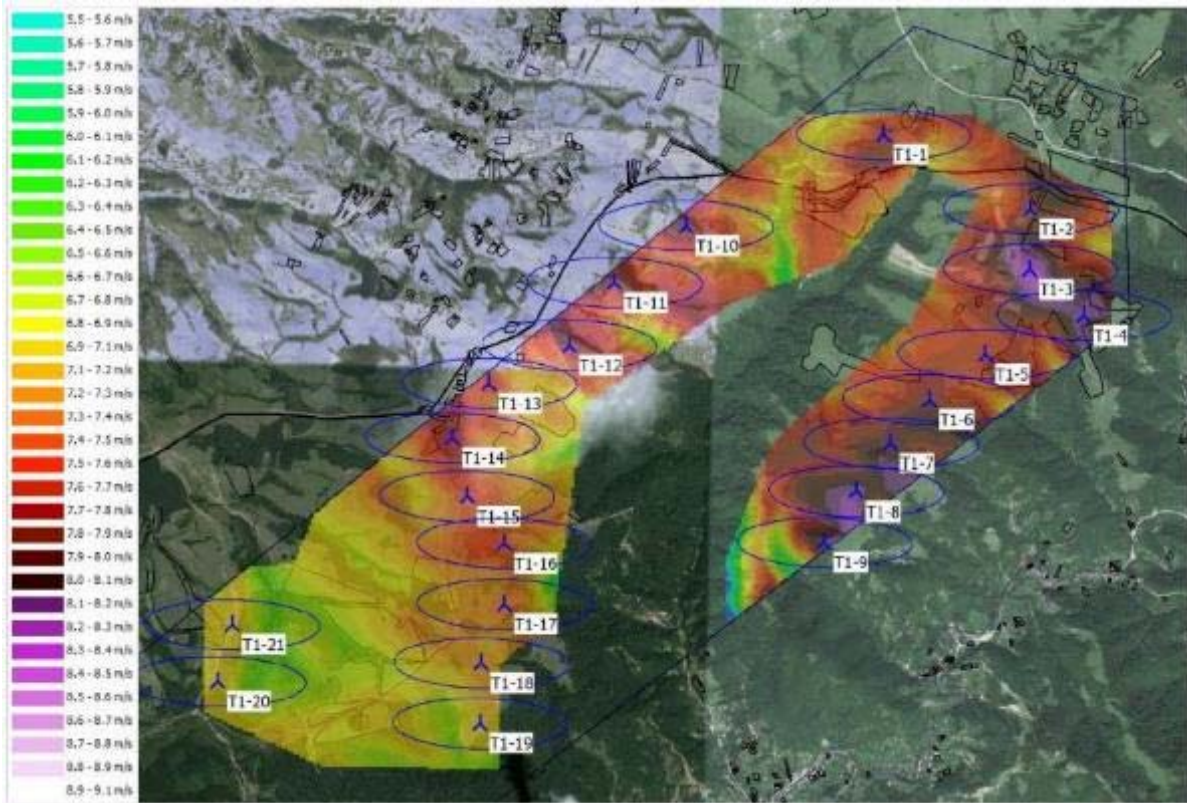 5.5 - 5.6 m/s
5.6 - 5.7 m/s
5.7 - 5.8 m/s
5.8 - 5.9 m/s
5.9 - 6.0 m/s
6.0 - 6.1 m/s
6.1 - 6.2 m/s
6.2 - 6.3 m/s
6.3 - 6.4 m/s
6.4 - 6.5 m/s
6.5 - 6.6 m/s
6.6 - 6.7 m/s
6.7 - 6.8 m/s
6.8 - 6.9 m/s
6.9 - 7.1 m/s
7.1 - 7.2 m/s
7.2 - 7.3 m/s
7.3 - 7.4 m/s
7.4 - 7.5 m/s
7.5 - 7.6 m/s
7.6 - 7.7 m/s
7.7 - 7.8 m/s
7.8 - 7.9 m/s
7.9 - 8.0 m/s
8.0 - 8.1 m/s
8.1 - 8.2 m/s
8.2 - 8.3 m/s
8.3 - 8.4 m/s
8.4 - 8.5 m/s
8.5 - 8.6 m/s
8.6 - 8.7 m/s
8.7 - 8.8 m/s
8.8 - 8.9 m/s
8.9 - 9.1 m/s
T1-1
T1-2
T1-10
T1-3
T1-11
T1-4
T1-12
T1-5
T1-13
T1-6
T1-14
T1-7
T1-15
T1-8
T1-16
T1-9
T1-17
T1-21
T1-18
T1-20
T1-19